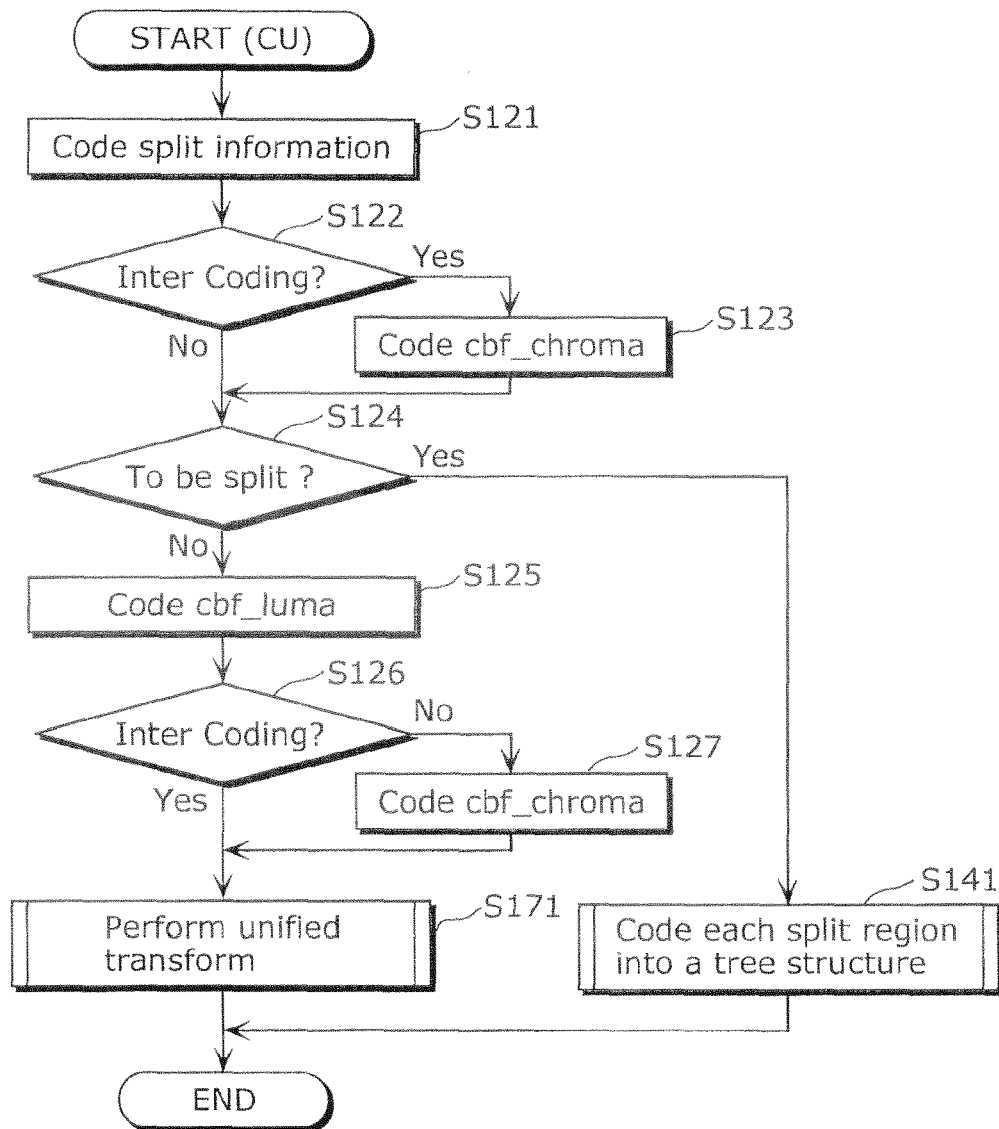 START (CU)
S121
Code split information
S122
Inter Coding?
Yes
No
S123
Code cbf_chroma
S124
To be split ?
Yes
No
S125
Code cbf_luma
S126
Inter Coding?
No
Yes
S127
Code cbf_chroma
S171
Perform unified
transform
S141
Code each split region
into a tree structure
END